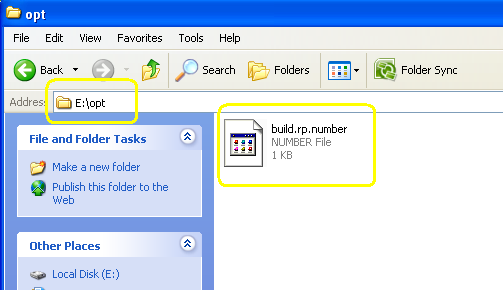 opt
File Edit View Favorites Tools Help
Back Search Folders Folder Sync
Address E:\opt
File and Folder Tasks
Make a new folder
Publish this folder to the
Web
Other Places
Local Disk (E:)
build.rp.number
NUMBER File
1 KB